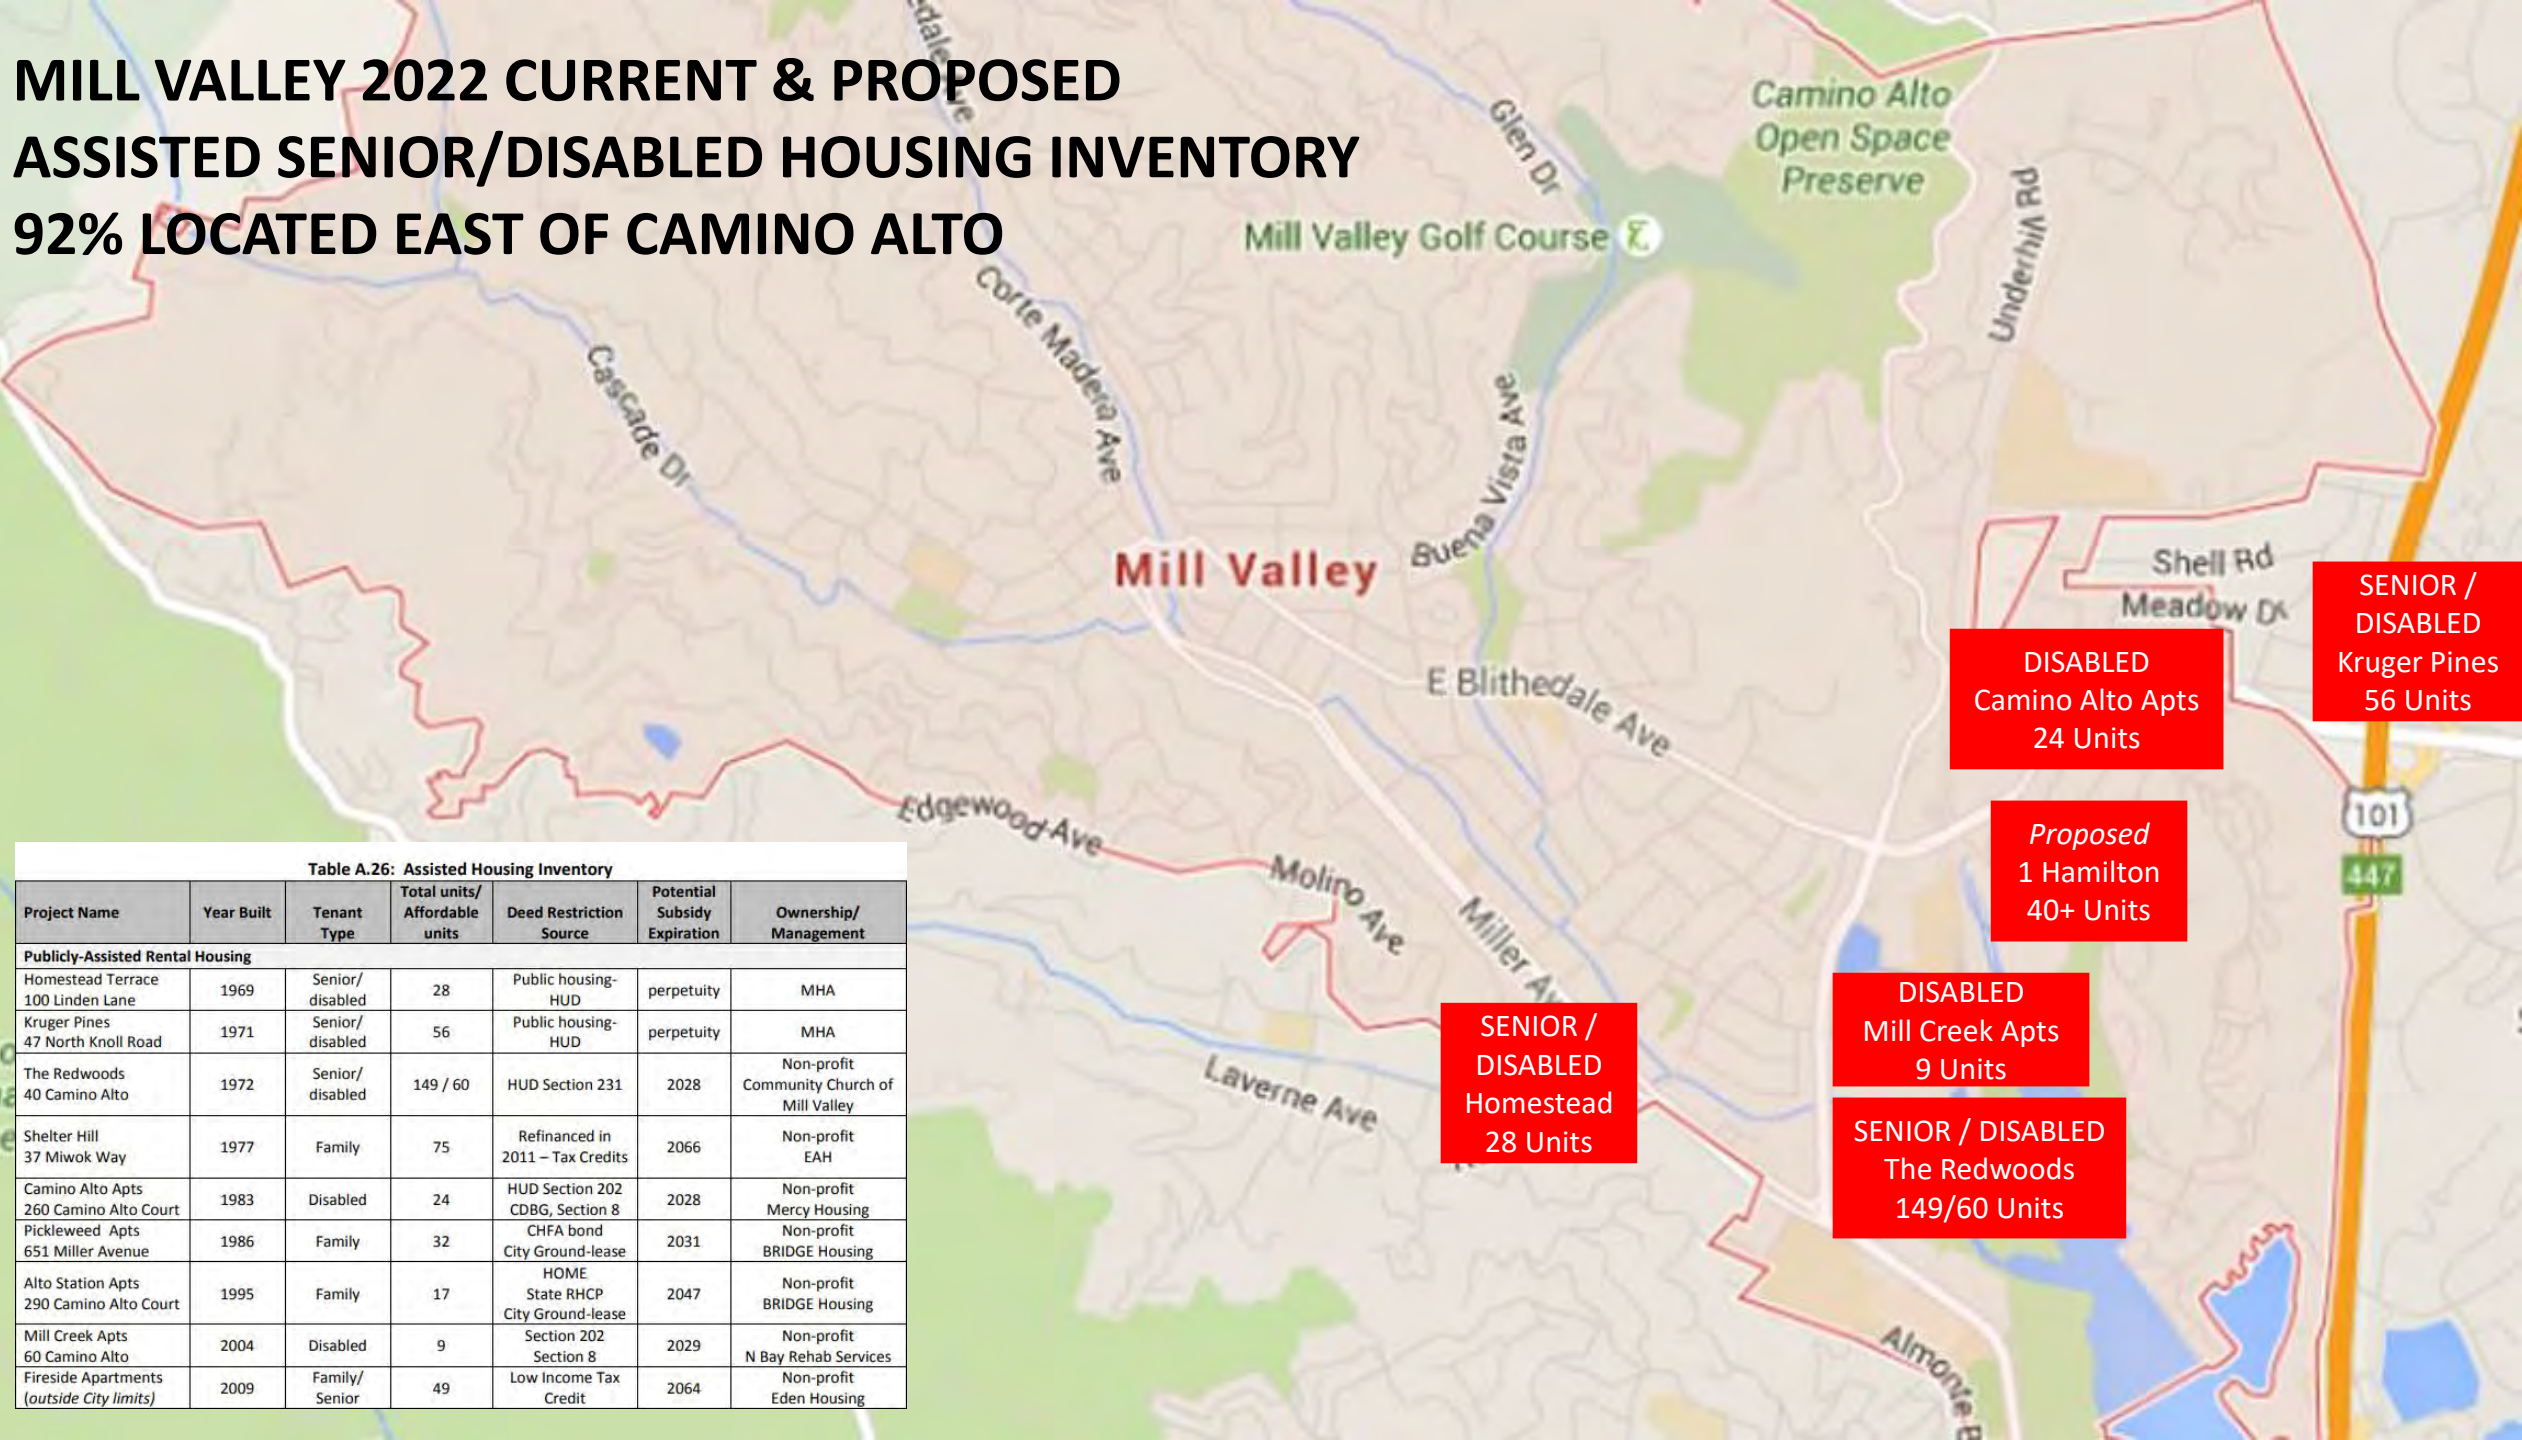 MILL VALLEY 2022 CURRENT & PROPOSED
ASSISTED SENIOR/DISABLED HOUSING INVENTORY
92% LOCATED EAST OF CAMINO ALTO
Corte Madera Ave
Cascade Dr
Glen Dr
Mill Valley Golf Course
Camino Alto
Open Space
Preserve
Underhill Rd
Buena Vista Ave
Mill Valley
E Blithedale Ave
Shell Rd
Meadow Dr
Edgewood Ave
Molino Ave
Miller Av
Laverne Ave
101
447
SENIOR /
DISABLED
Kruger Pines
56 Units
DISABLED
Camino Alto Apts
24 Units
Proposed
1 Hamilton
40+ Units
DISABLED
Mill Creek Apts
9 Units
SENIOR /
DISABLED
Homestead
28 Units
SENIOR / DISABLED
The Redwoods
149/60 Units
Almonte B
Table A.26: Assisted Housing Inventory
Project Name Year Built Tenant Type Total units/ Affordable units Deed Restriction Source Potential Subsidy Expiration Ownership/ Management
Publicly-Assisted Rental Housing
Homestead Terrace 100 Linden Lane 1969 Senior/ disabled 28 Public housing- HUD perpetuity MHA
Kruger Pines 47 North Knoll Road 1971 Senior/ disabled 56 Public housing- HUD perpetuity MHA
The Redwoods 40 Camino Alto 1972 Senior/ disabled 149 / 60 HUD Section 231 2028 Non-profit Community Church of Mill Valley
Shelter Hill 37 Miwok Way 1977 Family 75 Refinanced in 2011 – Tax Credits 2066 Non-profit EAH
Camino Alto Apts 260 Camino Alto Court 1983 Disabled 24 HUD Section 202 CDBG, Section 8 2028 Non-profit Mercy Housing
Pickleweed Apts 651 Miller Avenue 1986 Family 32 CHFA bond City Ground-lease 2031 Non-profit BRIDGE Housing
Alto Station Apts 290 Camino Alto Court 1995 Family 17 HOME State RHCP City Ground-lease 2047 Non-profit BRIDGE Housing
Mill Creek Apts 60 Camino Alto 2004 Disabled 9 Section 202 Section 8 2029 Non-profit N Bay Rehab Services
Fireside Apartments (outside City limits) 2009 Family/ Senior 49 Low Income Tax Credit 2064 Non-profit Eden Housing